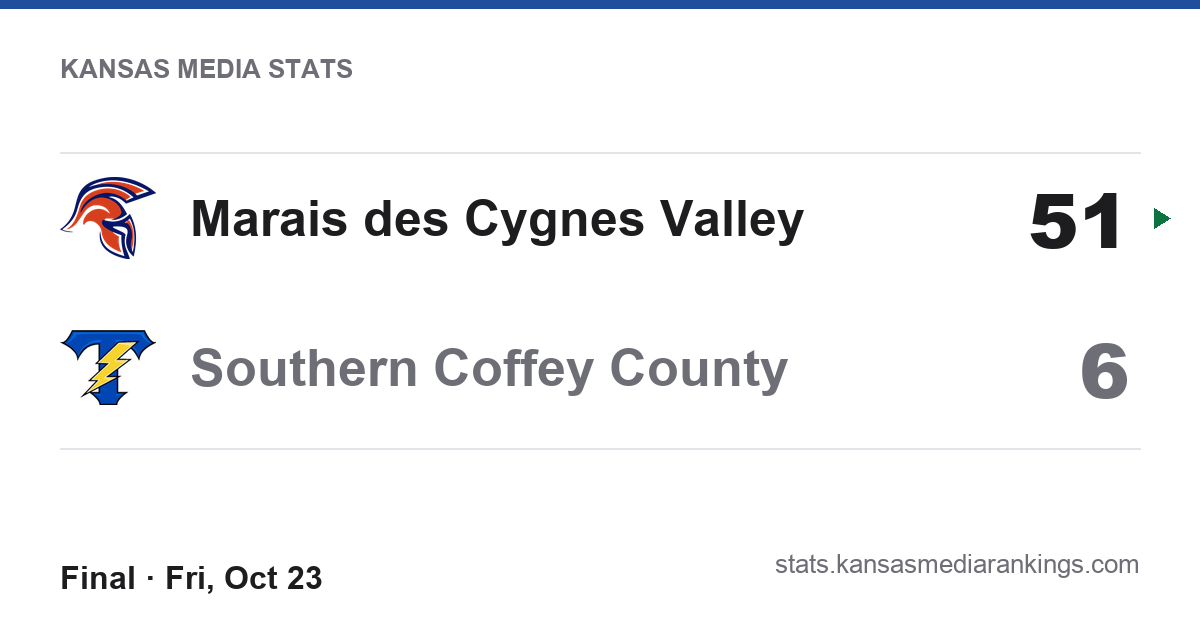 KANSAS MEDIA STATS
Marais des Cygnes Valley 51
Southern Coffey County 6
Final · Fri, Oct 23
stats.kansasmediarankings.com